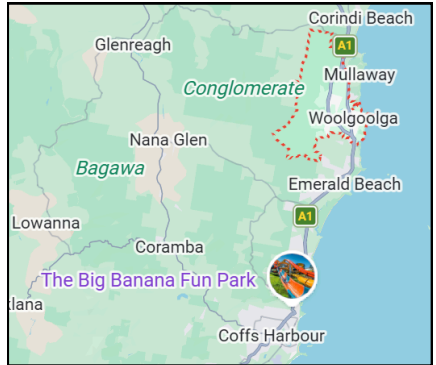 Corindi Beach
Glenreagh
A1
Mullaway
Conglomerate
Woolgoolga
Nana Glen
Bagawa
Emerald Beach
Lowanna
A1
Coramba
The Big Banana Fun Park
klana
Coffs Harbour